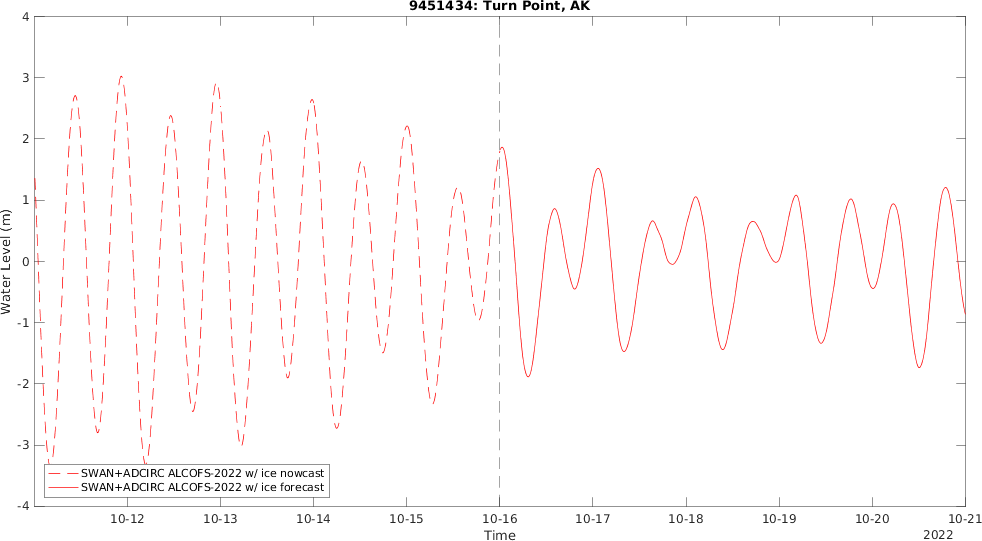 9451434: Turn Point, AK
4
3
2
1
0
-1
-2
-3
-4
Water Level (m)
SWAN+ADCIRC ALCOFS-2022 w/ ice nowcast
SWAN+ADCIRC ALCOFS-2022 w/ ice forecast
10-12 10-13 10-14 10-15 10-16 10-17 10-18 10-19 10-20 10-21
Time
2022